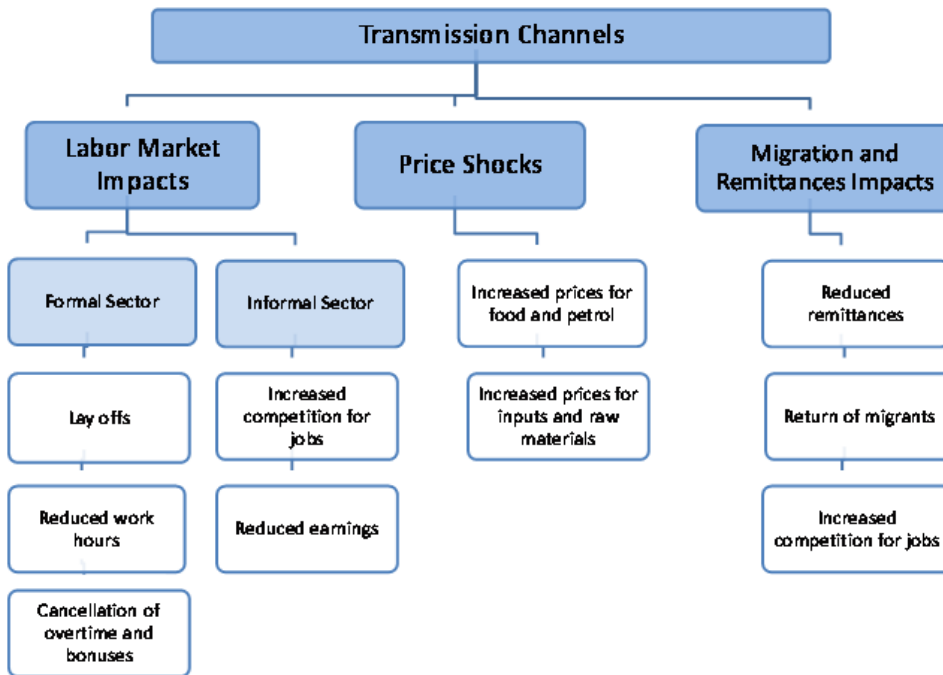 Transmission Channels
Labor Market
Impacts
Price Shocks
Migration and
Remittances Impacts
Formal Sector
Informal Sector
Increased prices for
food and petrol
Reduced
remittances
Lay offs
Increased
competition for
jobs
Increased prices for
inputs and raw
materials
Return of migrants
Reduced work
hours
Reduced earnings
Increased
competition for jobs
Cancellation of
overtime and
bonuses